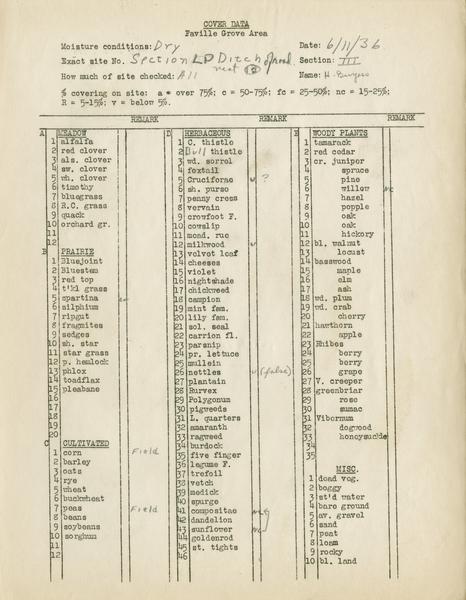 COVER DATA
Faville Grove Area
Moisture conditions: Dry
Date: 6/11/36
Exact site No. Section LD Ditch of road
west
Section: III
How much of site checked: All
Name: H. Burgess
% covering on site: a = over 75%; c = 50-75%; fc = 25-50%; nc = 15-25%;
R = 5-15%; v = below 5%.
REMARK REMARK REMARK
A MEADOW
1 alfalfa
2 red clover
3 als. clover
4 sw. clover
5 wh. clover
6 timothy
7 bluegrass
8 R.C. grass
9 quack
10 orchard gr.
11
12
B PRAIRIE
1 Bluejoint
2 Bluestem
3 red top
4 t'kl grass
5 spartina
6 silphium
7 ripgut
8 fragmites
9 sedges
10 sh. star
11 star grass
12 p. hemlock
13 phlox
14 toadflax
15 pleabane
16
17
18
19
20
C CULTIVATED
1 corn Field
2 barley
3 oats
4 rye
5 wheat
6 buckwheat
7 peas Field
8 beans
9 soybeans
10 sorghum
11
12
D HERBACEOUS
1 C. thistle
2 Bull thistle
3 wd. sorrel
4 foxtail
5 Cruciforae v ?
6 sh. purso
7 penny cress
8 vervain
9 crowfoot F.
10 cowslip
11 mead. rue
12 milkwood v
13 velvet leaf
14 cheeses
15 violet
16 nightshade
17 chickweed
18 campion
19 mint fam.
20 lily fam.
21 sol. seal
22 carrion fl.
23 parsnip
24 pr. lettuce
25 mullein
26 nettles v (false)
27 plantain
28 Rurvex
29 Polygonum
30 pigweeds
31 L. quarters
32 amaranth
33 ragweed
34 burdock
35 five finger
36 legume F.
37 trefoil
38 vetch
39 medick
40 spurge
41 compositae
42 dandelion
43 sunflower
44 goldenrod
45 st. tights
46
E WOODY PLANTS
1 tamarack
2 red cedar
3 cr. juniper
4 spruce
5 pine
6 willow nc
7 hazel
8 popple
9 oak
10 oak
11 hickory
12 bl. walnut
13 locust
14 basswood
15 maple
16 elm
17 ash
18 wd. plum
19 wd. crab
20 cherry
21 hawthorn
22 apple
23 Rhibes
24 berry
25 berry
26 grape
27 V. creeper
28 greenbriar
29 rose
30 sumac
31 Vibornum
32 dogwood
33 honeysuckle
34
35
MISC.
1 dead veg.
2 boggy
3 st'd water
4 bare ground
5 av. gravel
6 sand
7 peat
8 loam
9 rocky
10 bl. land